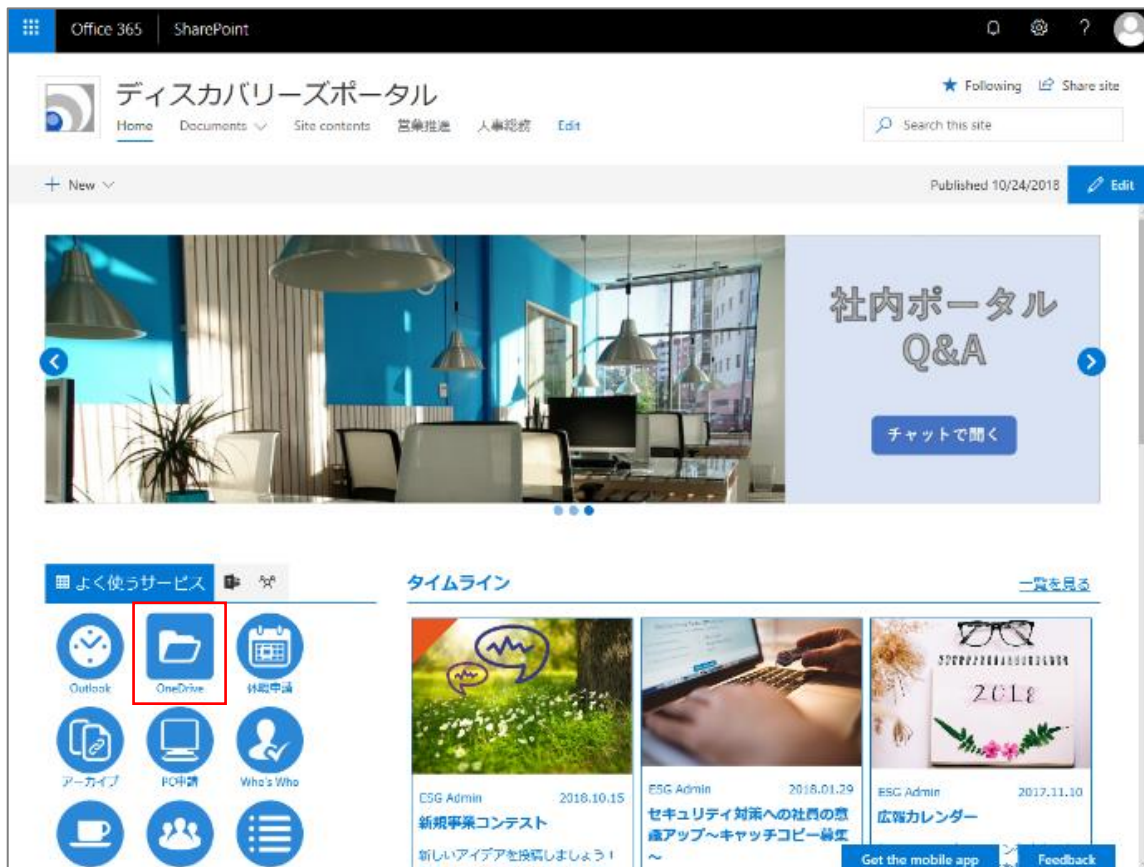 Office 365 SharePoint ?
ディスカバリーズポータル
Following Share site
Home Documents Site contents 営業推進 人事総務 Edit
Search this site
+ New
Published 10/24/2018 Edit
社内ポータル
Q&A
チャットで聞く
よく使うサービス
タイムライン
一覧を見る
Outlook OneDrive 休暇申請
アーカイブ PC申請 Who's Who
2018
ESG Admin 2018.10.15
新規事業コンテスト
新しいアイデアを投稿しましょう！
ESG Admin 2018.01.29
セキュリティ対策への社員の意
識アップ～キャッチコピー募集
～
ESG Admin 2017.11.10
広報カレンダー
Get the mobile app Feedback